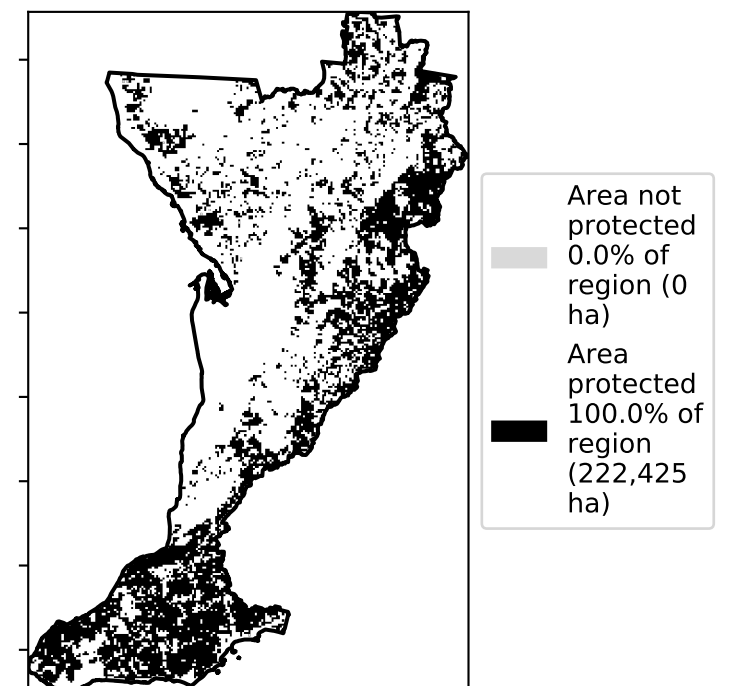 Area not
protected
0.0% of
region (0
ha)
Area
protected
100.0% of
region
(222,425
ha)